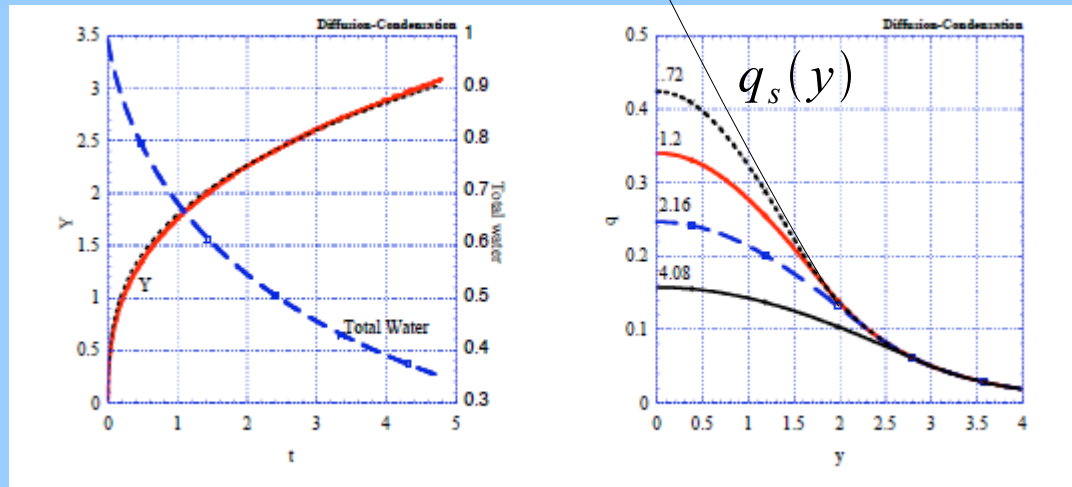 Diffusion-Condensation
3.5
3
2.5
2
1.5
1
0.5
0
Y
1
0.9
0.8
0.7
0.6
0.5
0.4
0.3
Total water
Y
Total Water
0 1 2 3 4 5
t
Diffusion-Condensation
0.5
0.4
0.3
0.2
0.1
0
q
.72
1.2
2.16
4.08
q_s(y)
0 0.5 1 1.5 2 2.5 3 3.5 4
y